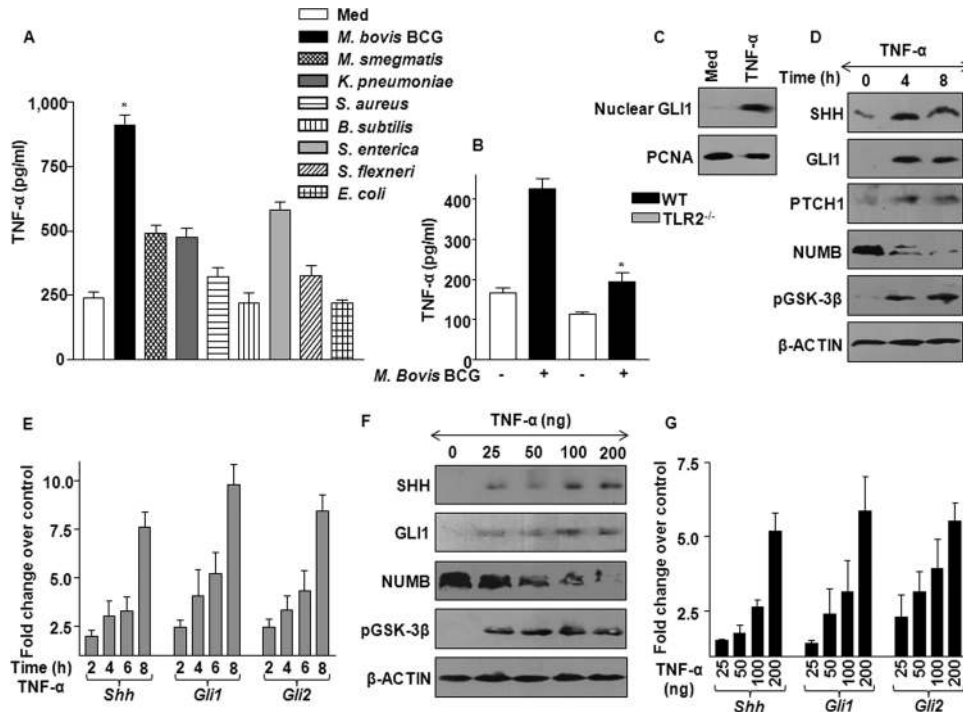 A
Med
M. bovis BCG
M. smegmatis
K. pneumoniae
S. aureus
B. subtilis
S. enterica
S. flexneri
E. coli
TNF-α (pg/ml)
1,000
750
500
250
0
*
B
TNF-α (pg/ml)
400
200
100
0
*
WT
TLR2-/-
M. Bovis BCG - + - +
C
Med TNF-α
Nuclear GLI1
PCNA
D
TNF-α
Time (h) 0 4 8
SHH
GLI1
PTCH1
NUMB
pGSK-3β
β-ACTIN
E
Fold change over control
10.0
7.5
5.0
2.5
Time (h) 2 4 6 8 2 4 6 8 2 4 6 8
TNF-α
Shh Gli1 Gli2
F
TNF-α (ng)
0 25 50 100 200
SHH
GLI1
NUMB
pGSK-3β
β-ACTIN
G
Fold change over control
7.5
5.0
2.5
TNF-α 25 50 100 200 25 50 100 200 25 50 100 200
(ng)
Shh Gli1 Gli2